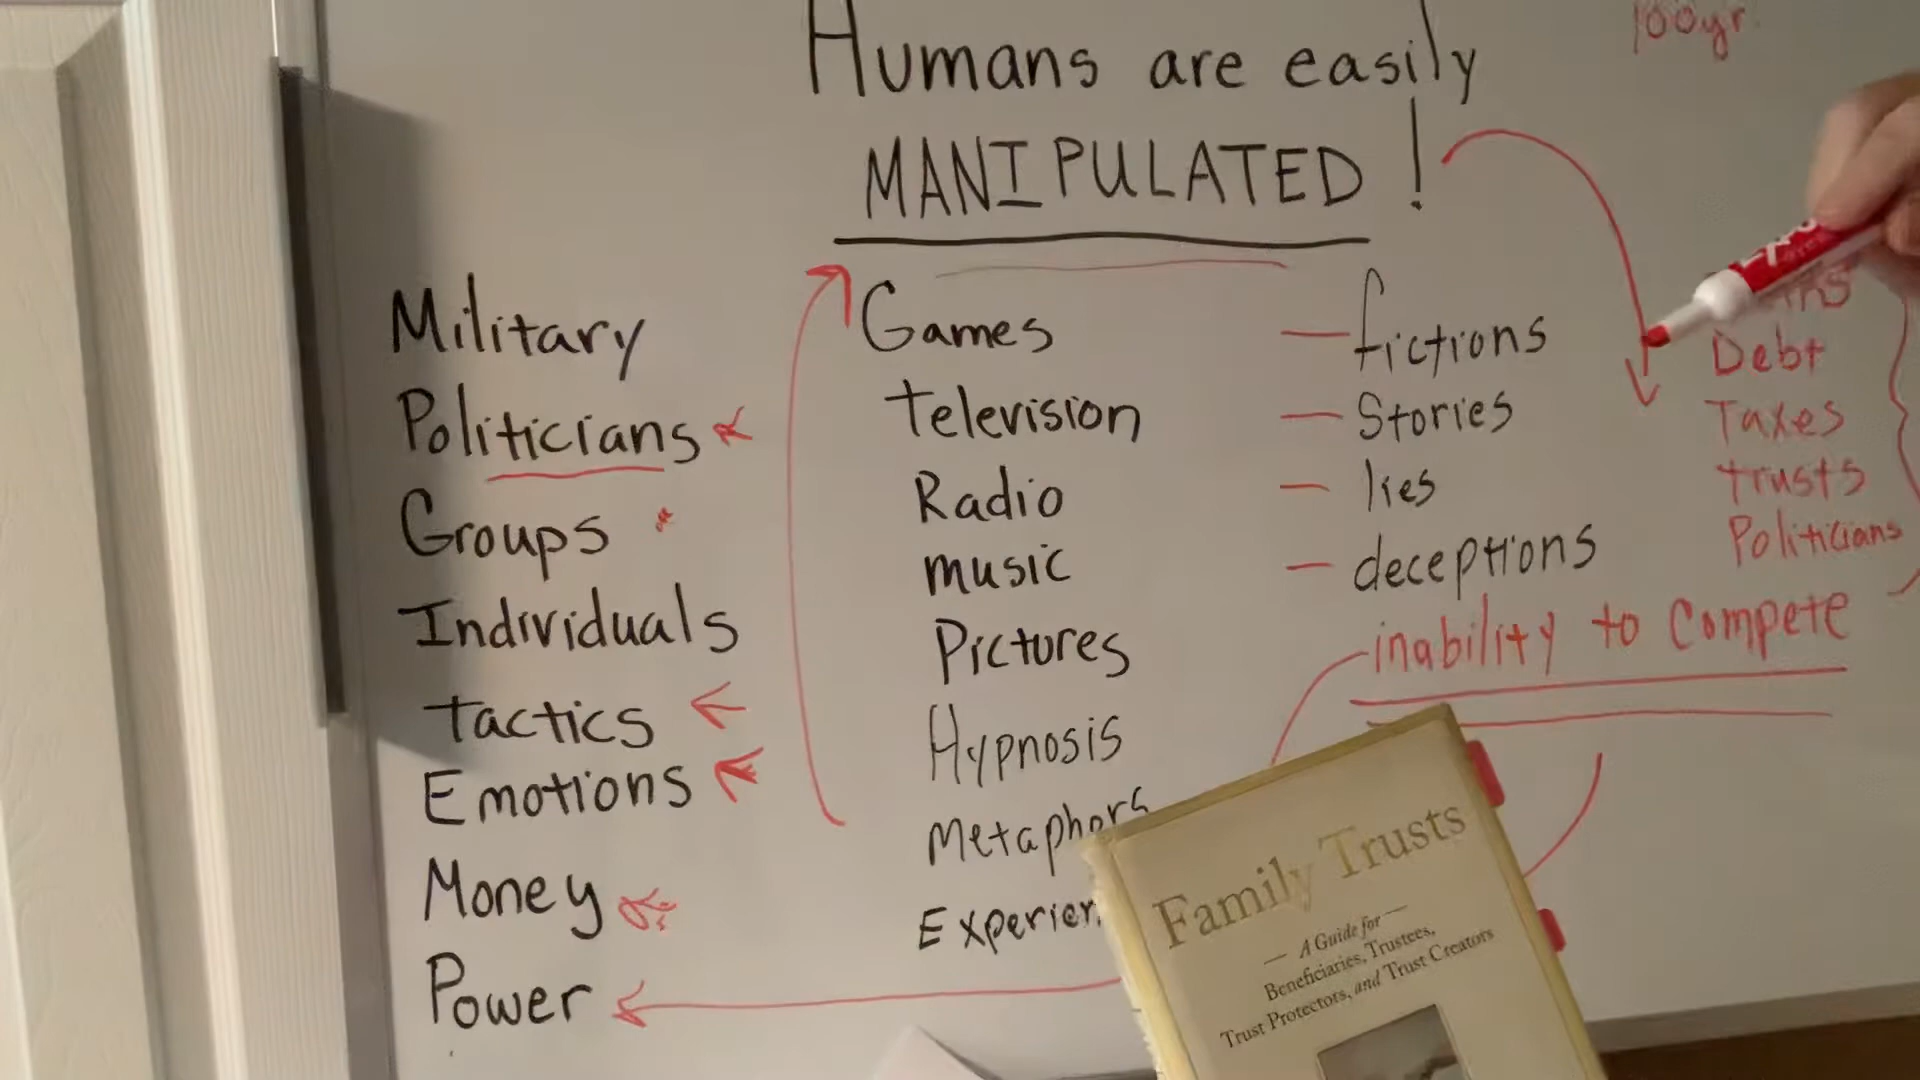 Humans are easily
MANIPULATED !
100yr.
Military
Politicians
Groups
Individuals
Tactics
Emotions
Money
Power
Games
Television
Radio
music
Pictures
Hypnosis
Metaphors
fictions
Stories
lies
deceptions
inability to Compete
Debt
Taxes
trusts
Politicians
Family Trusts
— A Guide for —
Beneficiaries, Trustees,
Trust Protectors, and Trust Creators